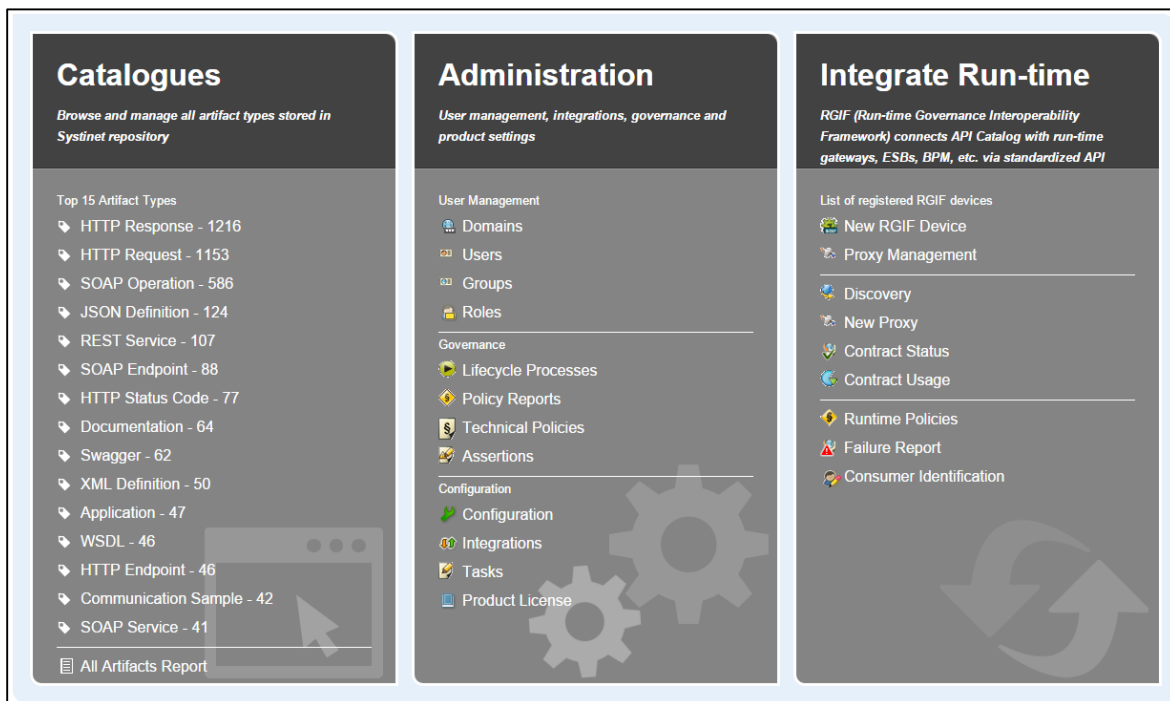 Catalogues
Browse and manage all artifact types stored in
Systinet repository
Top 15 Artifact Types
HTTP Response - 1216
HTTP Request - 1153
SOAP Operation - 586
JSON Definition - 124
REST Service - 107
SOAP Endpoint - 88
HTTP Status Code - 77
Documentation - 64
Swagger - 62
XML Definition - 50
Application - 47
WSDL - 46
HTTP Endpoint - 46
Communication Sample - 42
SOAP Service - 41
All Artifacts Report
Administration
User management, integrations, governance and
product settings
User Management
Domains
Users
Groups
Roles
Governance
Lifecycle Processes
Policy Reports
Technical Policies
Assertions
Configuration
Configuration
Integrations
Tasks
Product License
Integrate Run-time
RGIF (Run-time Governance Interoperability
Framework) connects API Catalog with run-time
gateways, ESBs, BPM, etc. via standardized API
List of registered RGIF devices
New RGIF Device
Proxy Management
Discovery
New Proxy
Contract Status
Contract Usage
Runtime Policies
Failure Report
Consumer Identification